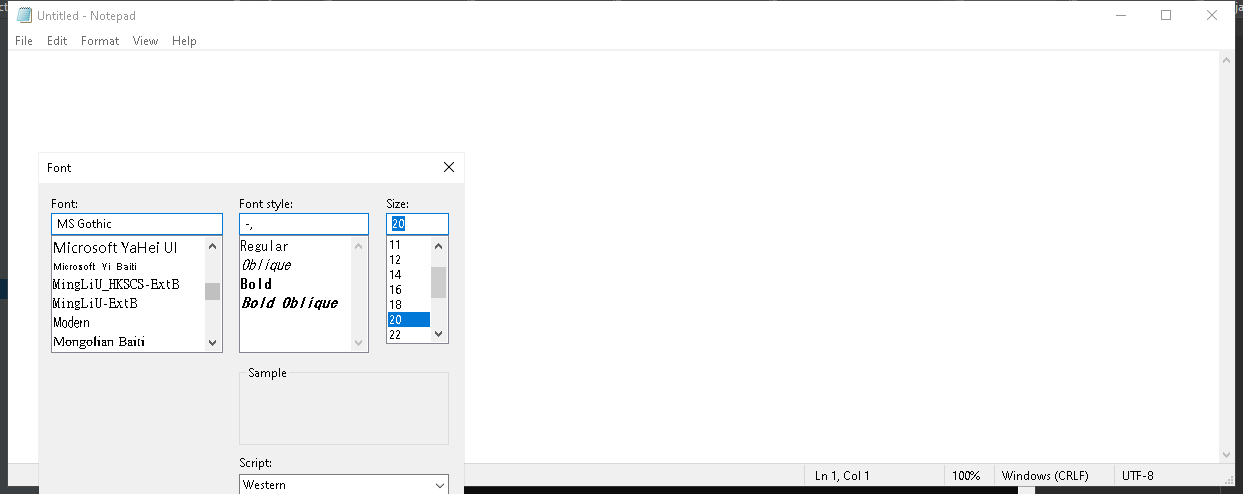 Untitled - Notepad
File Edit Format View Help
Font
Font: Font style: Size:
MS Gothic -, 20
Microsoft YaHei UI
Microsoft Yi Baiti
MingLiU_HKSCS-ExtB
MingLiU-ExtB
Modern
Mongolian Baiti
Regular
Oblique
Bold
Bold Oblique
11
12
14
16
18
20
22
Sample
Script:
Western
Ln 1, Col 1 100% Windows (CRLF) UTF-8